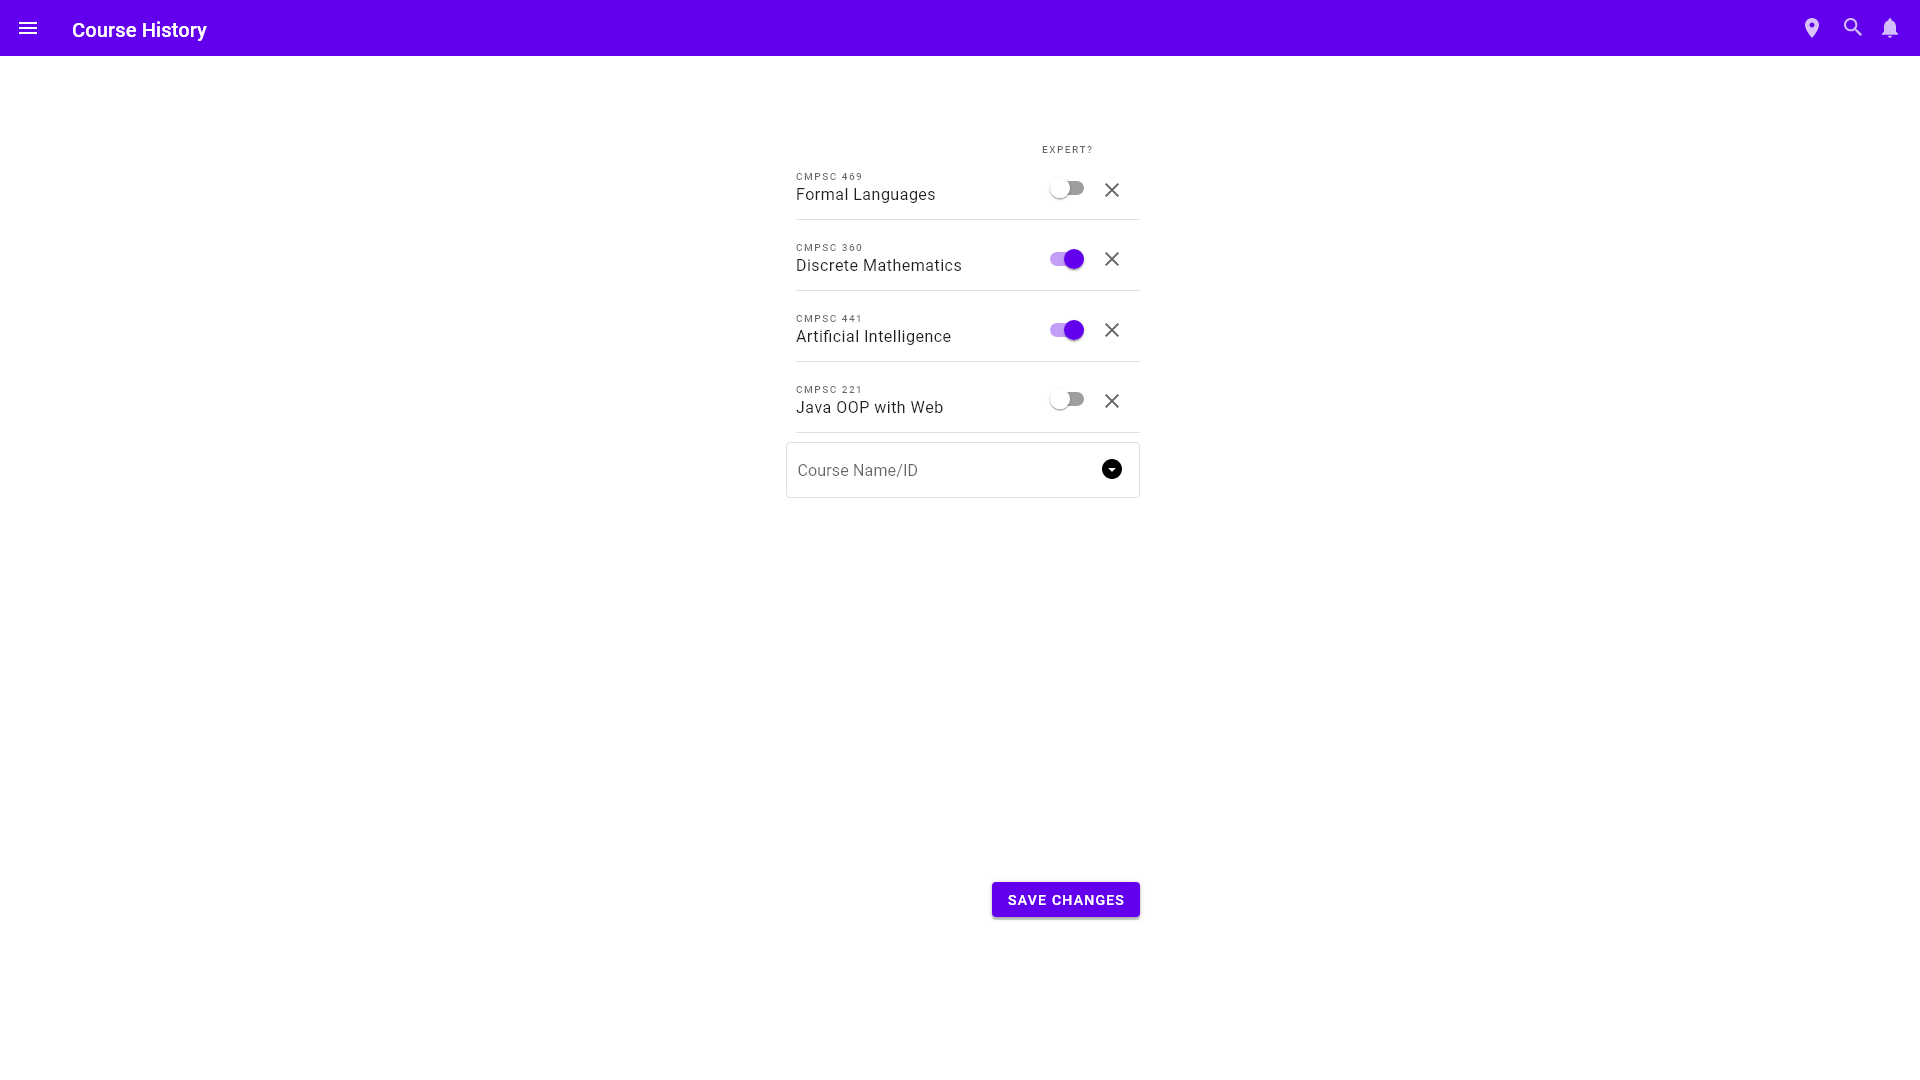 Course History
EXPERT?
CMPSC 469
Formal Languages
CMPSC 360
Discrete Mathematics
CMPSC 441
Artificial Intelligence
CMPSC 221
Java OOP with Web
Course Name/ID
SAVE CHANGES